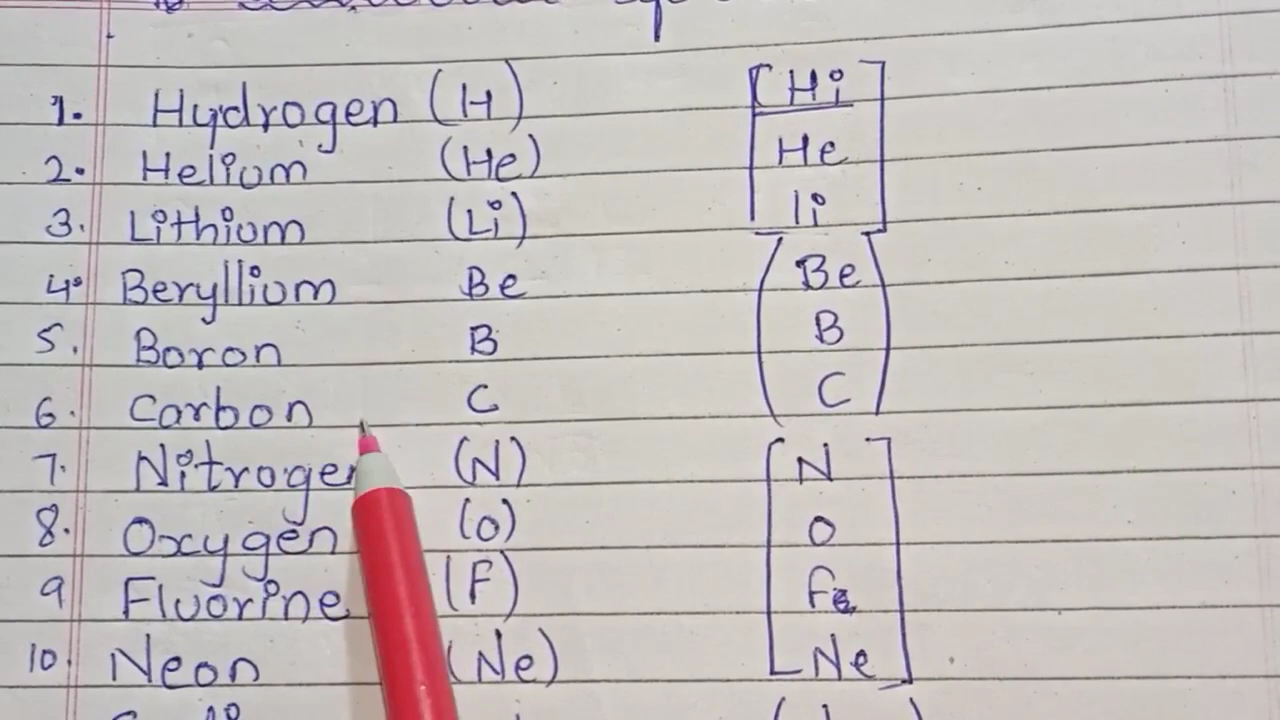 1. Hydrogen (H) [Hi
2. Helium (He) He
3. Lithium (Li) li]
4. Beryllium Be (Be)
5. Boron B B
6. Carbon C C
7. Nitrogen (N) [N
8. Oxygen (O) O
9 Fluorine (F) Fe
10 Neon (Ne) Ne]